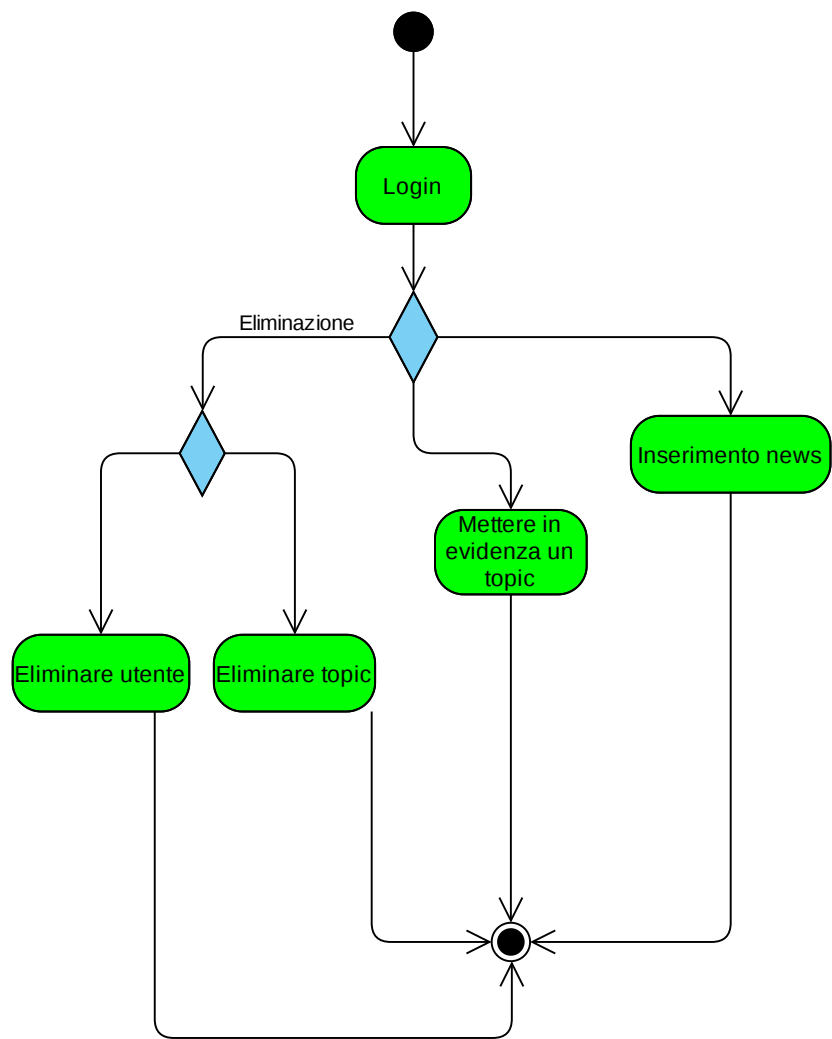 Login
Eliminazione
Inserimento news
Mettere in
evidenza un
topic
Eliminare utente
Eliminare topic